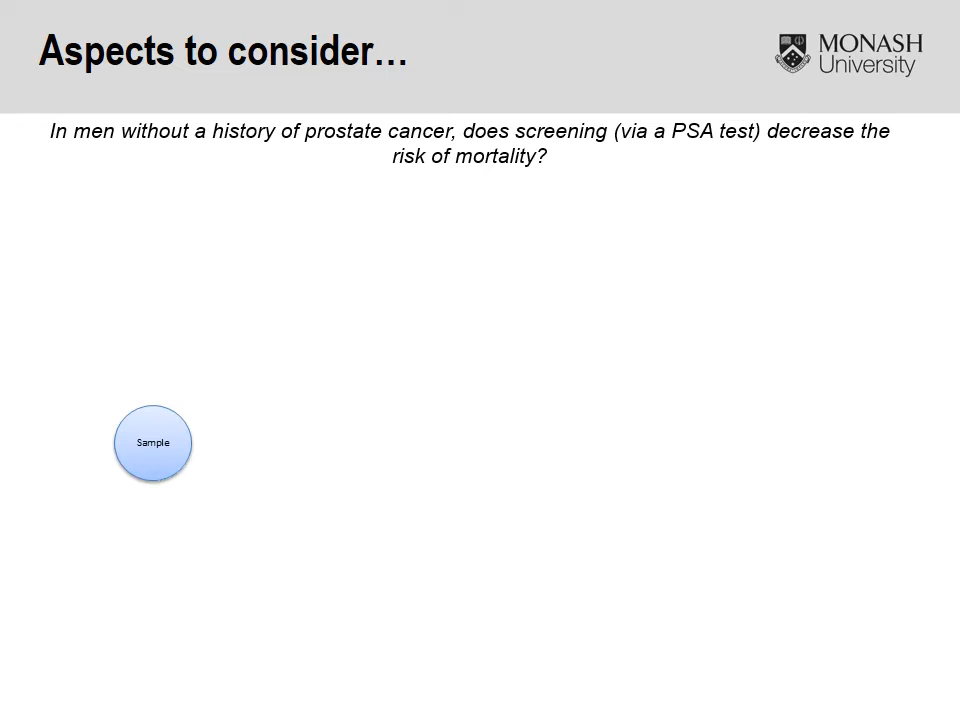 Aspects to consider…
MONASH
University
In men without a history of prostate cancer, does screening (via a PSA test) decrease the
risk of mortality?
Sample